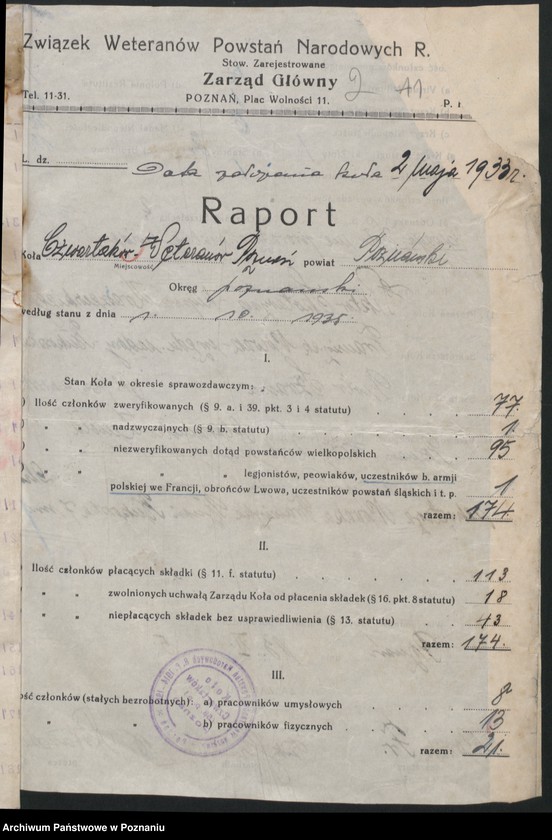 Związek Weteranów Powstań Narodowych R.
Stow. Zarejestrowane
Zarząd Główny
2 41
Tel. 11-31. POZNAŃ, Plac Wolności 11. P.
L. dz.
Data założenia koła 2 maja 1933 r.
Raport
Koła Czwartaków - Weteranów Poznań powiat Poznański
Miejscowość
Okręg poznański
według stanu z dnia 1. 10. 1935.
I.
Stan Koła w okresie sprawozdawczym:
) Ilość członków zweryfikowanych (§ 9. a. i 39. pkt. 3 i 4 statutu) . . . . 77.
) " " nadzwyczajnych (§ 9. b. statutu) . . . . 1.
) " " niezweryfikowanych dotąd powstańców wielkopolskich . . . 95
) " " " legjonistów, peowiaków, uczestników b. armji
polskiej we Francji, obrońców Lwowa, uczestników powstań śląskich i t. p. 1
razem: 174.
II.
) Ilość członków płacących składki (§ 11. f. statutu) . . . . . 113
" " zwolnionych uchwałą Zarządu Koła od płacenia składek (§ 16. pkt. 8 statutu) 18
" " niepłacących składek bez usprawiedliwienia (§ 13. statutu) . . . 43
razem: 174.
III.
ość członków (stałych bezrobotnych): a) pracowników umysłowych . . . . 8
" " b) pracowników fizycznych . . . . 13
razem: 21.
Archiwum Państwowe w Poznaniu